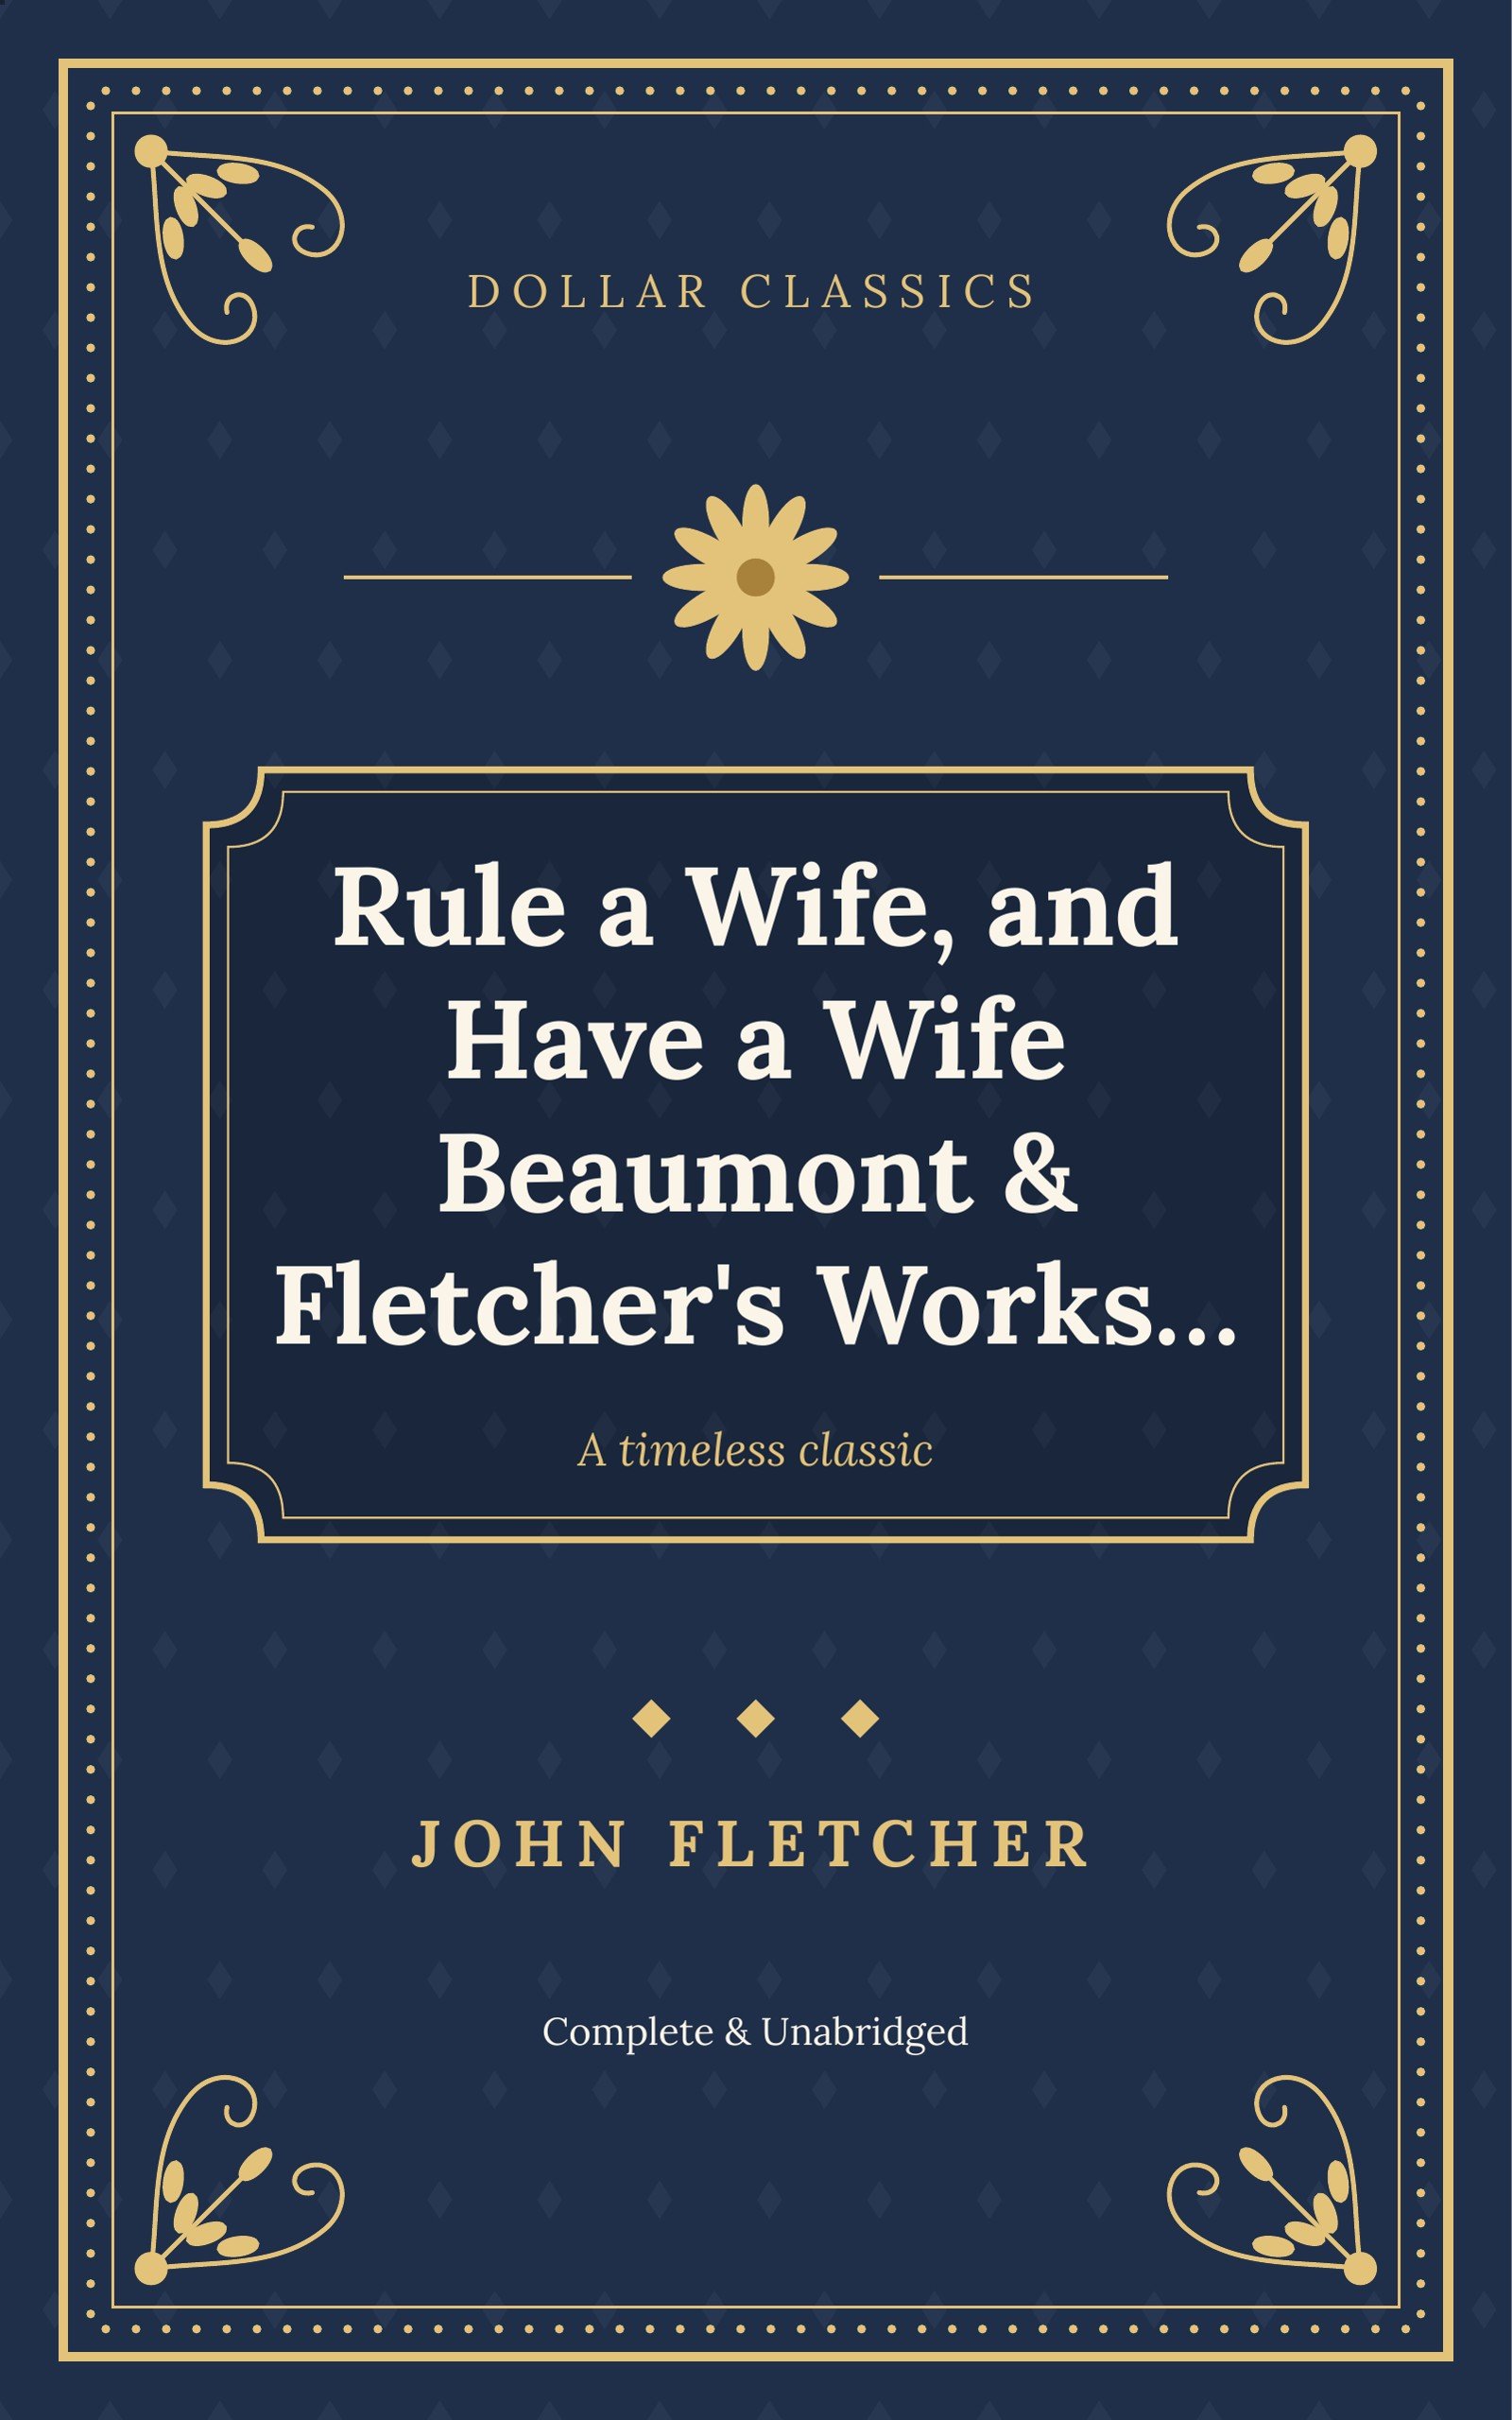 DOLLAR CLASSICS
Rule a Wife, and
Have a Wife
Beaumont &
Fletcher's Works...
A timeless classic
JOHN FLETCHER
Complete & Unabridged